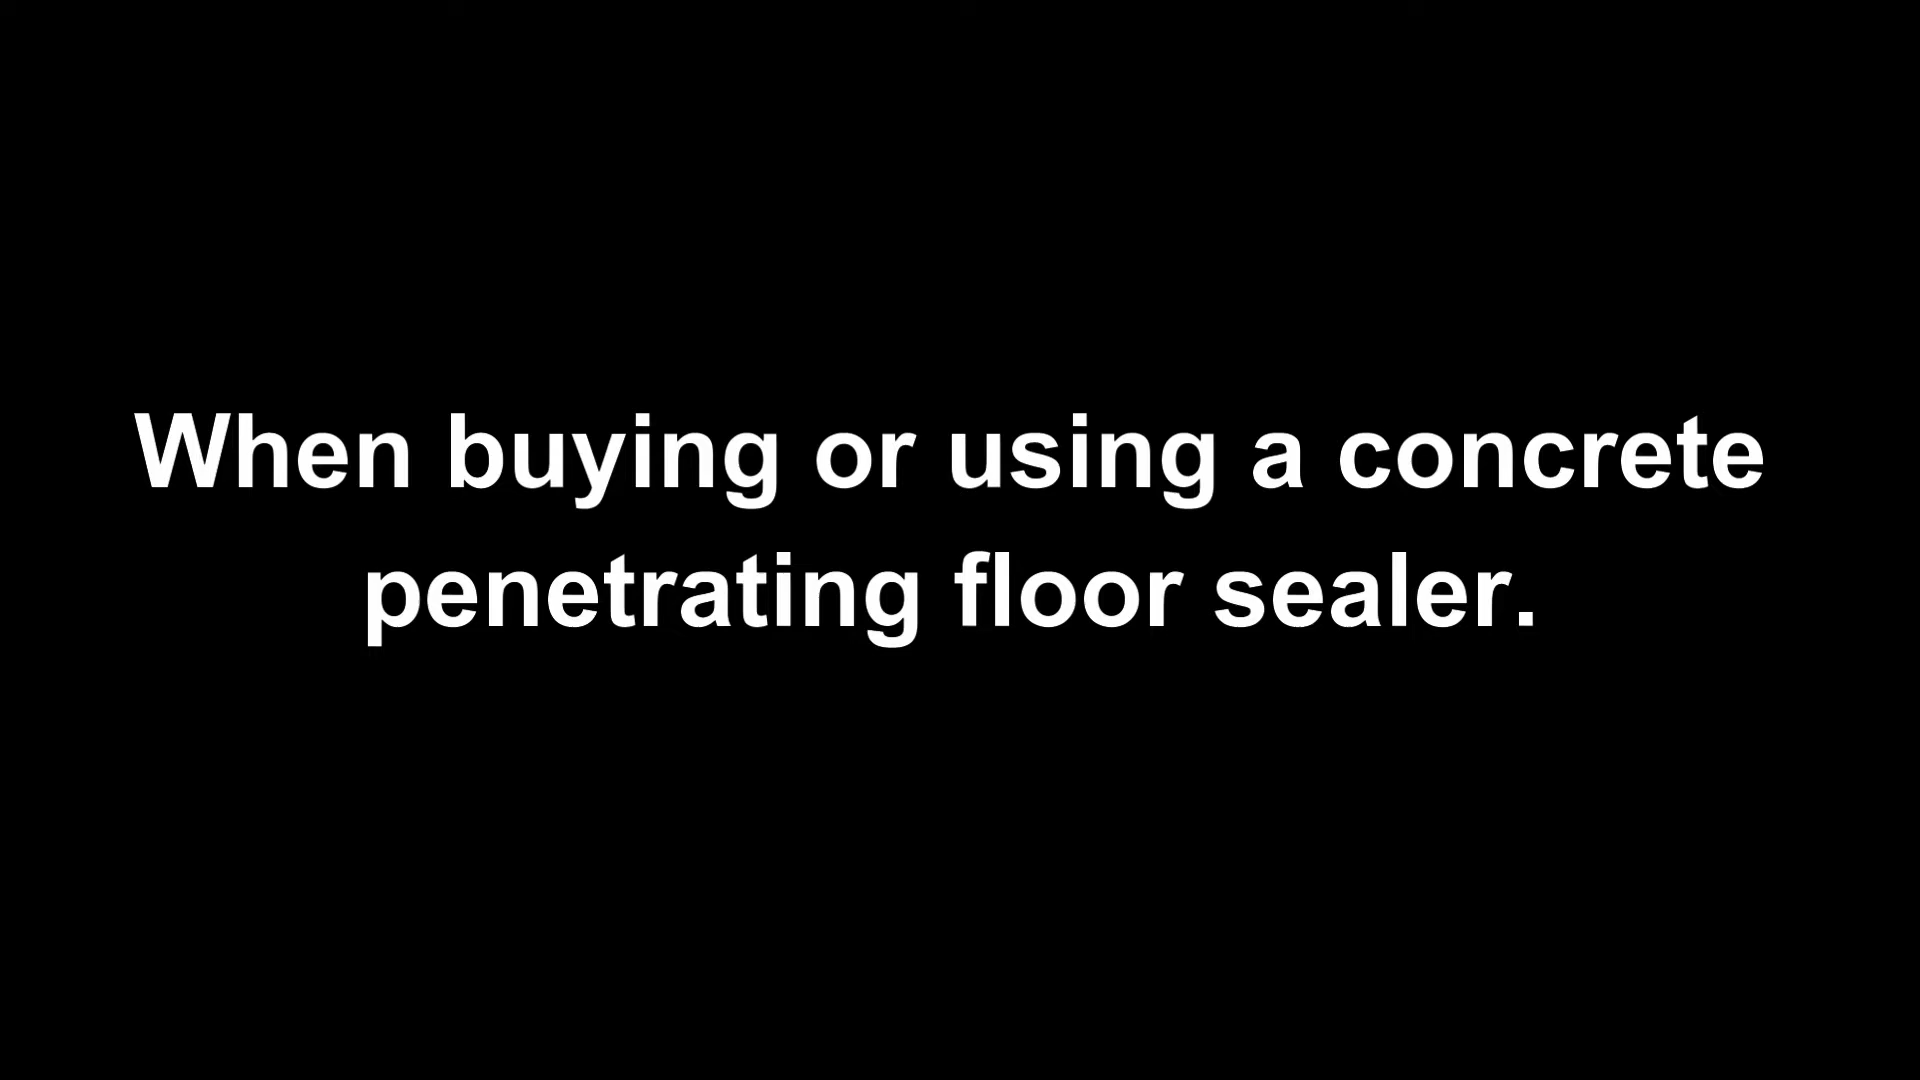 When buying or using a concrete
penetrating floor sealer.